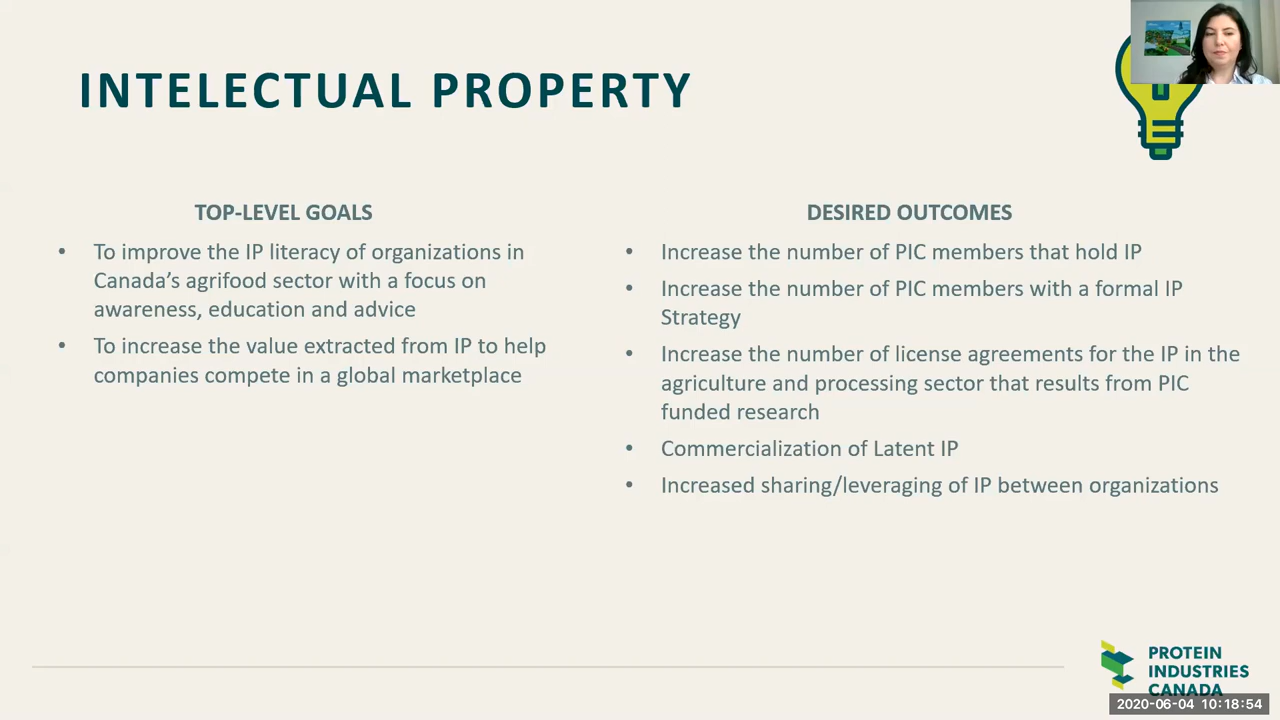 INTELECTUAL PROPERTY
TOP-LEVEL GOALS
• To improve the IP literacy of organizations in
Canada's agrifood sector with a focus on
awareness, education and advice
• To increase the value extracted from IP to help
companies compete in a global marketplace
DESIRED OUTCOMES
• Increase the number of PIC members that hold IP
• Increase the number of PIC members with a formal IP
Strategy
• Increase the number of license agreements for the IP in the
agriculture and processing sector that results from PIC
funded research
• Commercialization of Latent IP
• Increased sharing/leveraging of IP between organizations
PROTEIN
INDUSTRIES
CANADA
2020-06-04 10:18:54